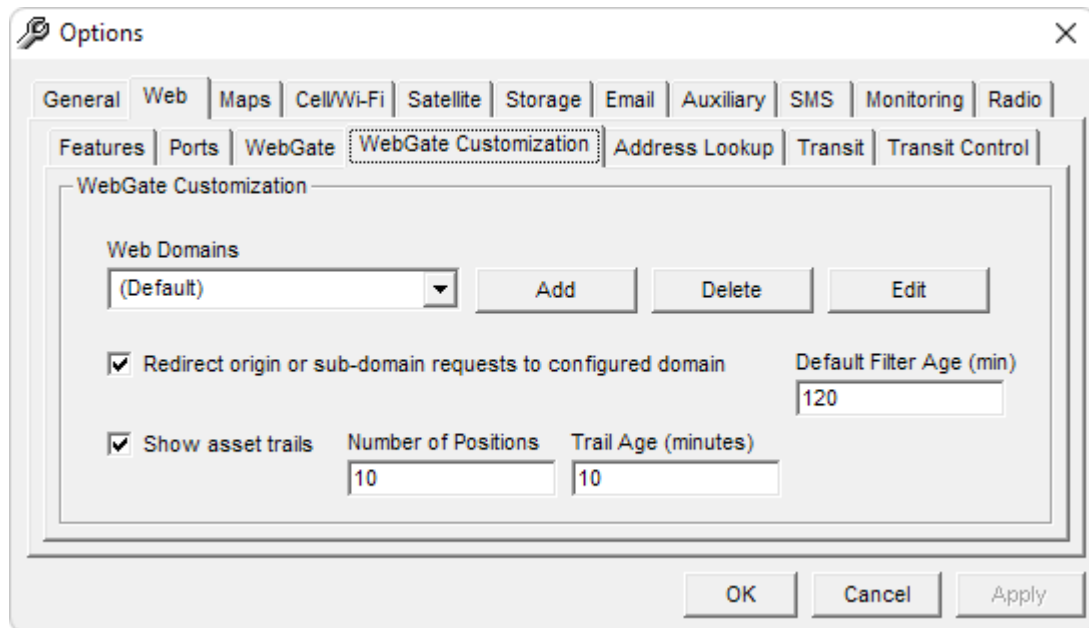 Options
General Web Maps Cell/Wi-Fi Satellite Storage Email Auxiliary SMS Monitoring Radio
Features Ports WebGate WebGate Customization Address Lookup Transit Transit Control
WebGate Customization
Web Domains
(Default) Add Delete Edit
Redirect origin or sub-domain requests to configured domain Default Filter Age (min)
120
Show asset trails Number of Positions Trail Age (minutes)
10 10
OK Cancel Apply